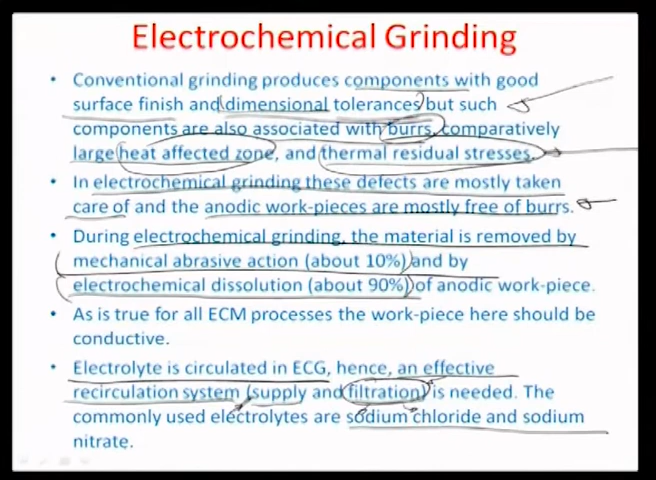 Electrochemical Grinding
• Conventional grinding produces components with good
surface finish and dimensional tolerances but such
components are also associated with burrs, comparatively
large heat affected zone, and thermal residual stresses.
• In electrochemical grinding these defects are mostly taken
care of and the anodic work-pieces are mostly free of burrs.
• During electrochemical grinding, the material is removed by
mechanical abrasive action (about 10%) and by
electrochemical dissolution (about 90%) of anodic work-piece.
• As is true for all ECM processes the work-piece here should be
conductive.
• Electrolyte is circulated in ECG, hence, an effective
recirculation system (supply and filtration) is needed. The
commonly used electrolytes are sodium chloride and sodium
nitrate.